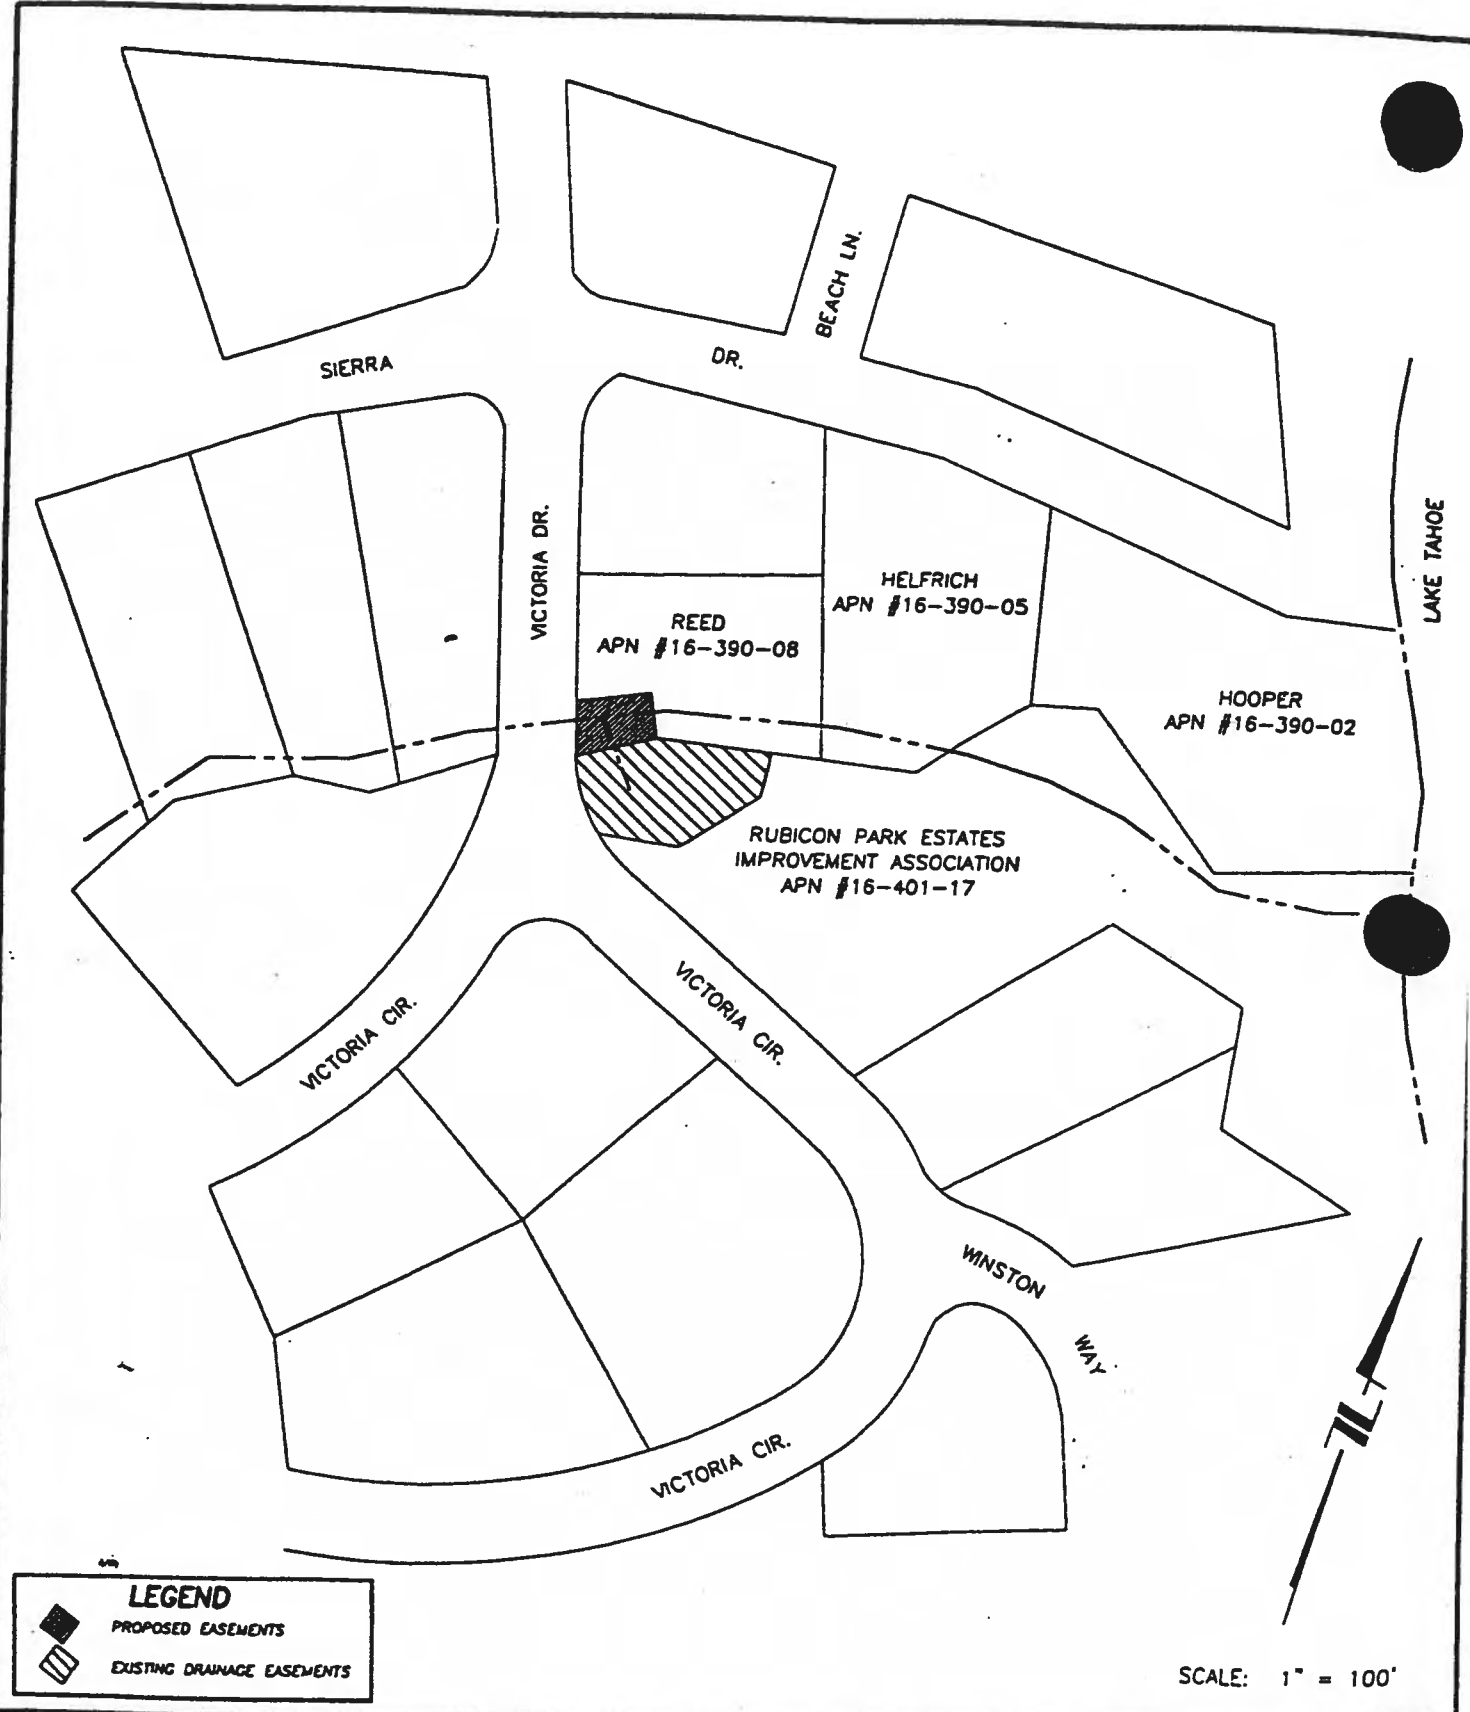 BEACH LN.
SIERRA
DR.
VICTORIA DR.
LAKE TAHOE
HELFRICH
APN #16-390-05
REED
APN #16-390-08
HOOPER
APN #16-390-02
RUBICON PARK ESTATES
IMPROVEMENT ASSOCIATION
APN #16-401-17
VICTORIA CIR.
VICTORIA CIR.
WINSTON
WAY
VICTORIA CIR.
LEGEND
PROPOSED EASEMENTS
EXISTING DRAINAGE EASEMENTS
SCALE: 1" = 100'